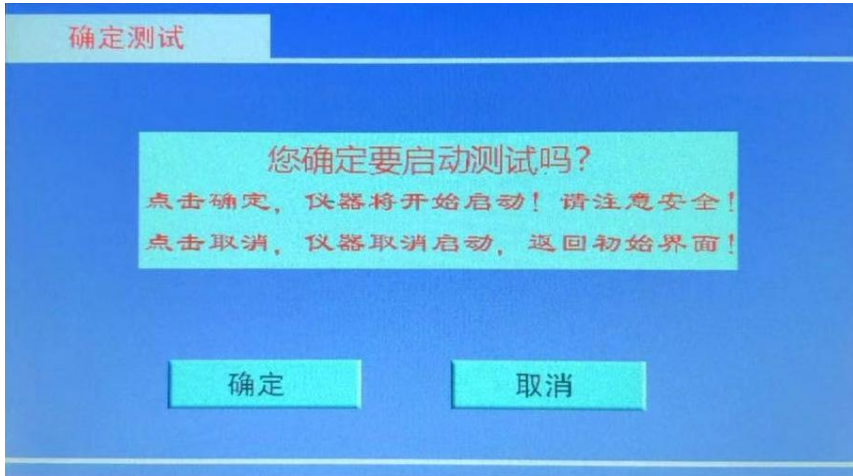 确定测试
您确定要启动测试吗?
点击确定, 仪器将开始启动! 请注意安全!
点击取消, 仪器取消启动, 返回初始界面!
确定
取消